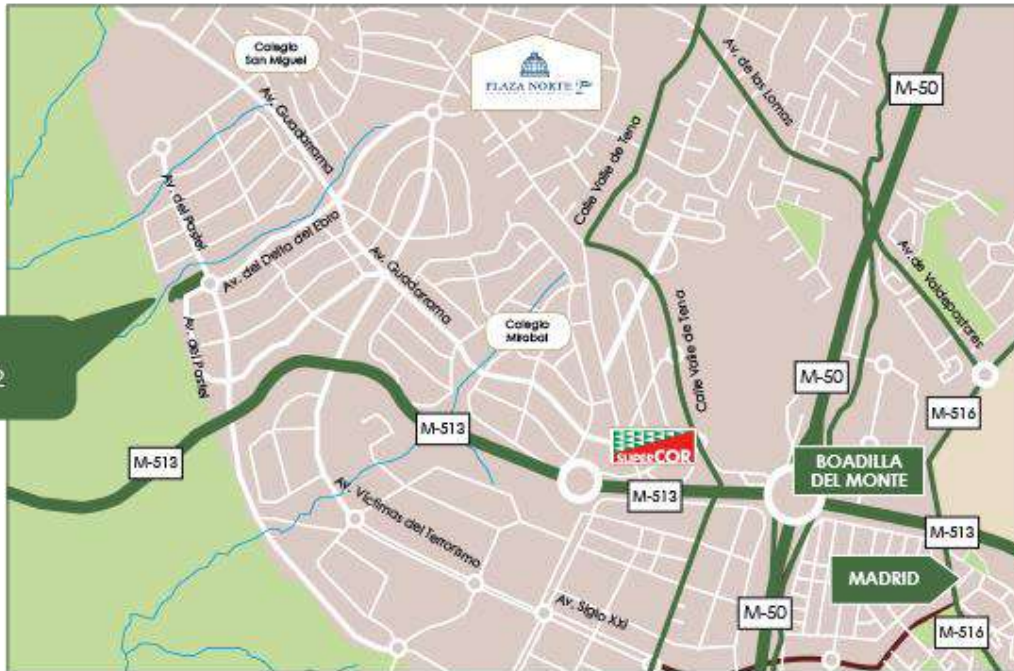 Colegio
San Miguel
PLAZA NORTE 2
Av. de las Lomas
M-50
Av. Guadarrama
Calle Valle de Tena
Av. del Pastel
Av. del Delta del Ebro
Av. Guadarrama
Av. de Valdepastores
Colegio
Mirabal
Calle Valle de Tena
Av. del Pastel
2
M-50
M-516
M-513
M-513
SUPERCOR
BOADILLA
DEL MONTE
M-513
Av. Víctimas del Terrorismo
M-513
MADRID
Av. Siglo XXI
M-50
M-516